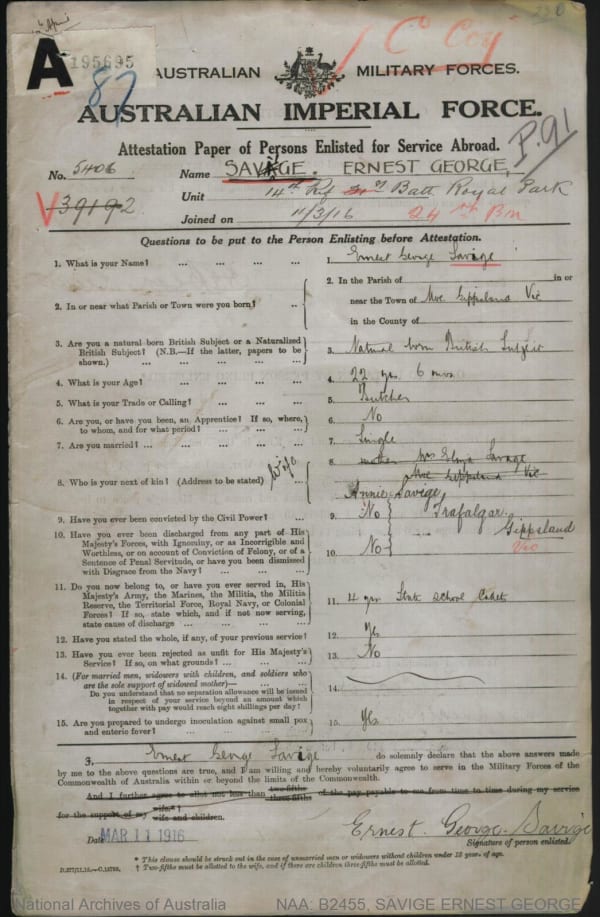 C Coy
A 195695
87
AUSTRALIAN MILITARY FORCES.
AUSTRALIAN IMPERIAL FORCE.
P.91
Attestation Paper of Persons Enlisted for Service Abroad.
No. 5406 Name SAVIGE. ERNEST GEORGE,
V 39192 Unit 14th Rft Batt Royal Park
Joined on 11/3/16 24th Bn
Questions to be put to the Person Enlisting before Attestation.
1. What is your Name? ... ... ... ... 1. Ernest George Savige
2. In or near what Parish or Town were you born? .. 2. In the Parish of in or
near the Town of Moe Gippsland Vic
in the County of
3. Are you a natural born British Subject or a Naturalized
British Subject? (N.B.—If the latter, papers to be
shown.) ... ... ... ... ... 3. Natural born British Subject
4. What is your Age? ... ... ... ... 4. 22 yrs 6 mos
5. What is your Trade or Calling? ... ... ... 5. Butcher
6. Are you, or have you been, an Apprentice? If so, where,
to whom, and for what period? ... ... ... 6. No
7. Are you married? ... ... ... ... 7. Single
8. Who is your next of kin? (Address to be stated) Wife 8. mother Mrs Savage
Moe Gippsland Vic
Annie Savige,
Trafalgar.
Gippsland
Vic
9. Have you ever been convicted by the Civil Power? ... 9. No
10. Have you ever been discharged from any part of His
Majesty's Forces, with Ignominy, or as Incorrigible and
Worthless, or on account of Conviction of Felony, or of a
Sentence of Penal Servitude, or have you been dismissed
with Disgrace from the Navy? ... ... ... 10. No
11. Do you now belong to, or have you ever served in, His
Majesty's Army, the Marines, the Militia, the Militia
Reserve, the Territorial Force, Royal Navy, or Colonial
Forces? If so, state which, and if not now serving,
state cause of discharge ... ... ... ... 11. 4 yrs State School Cadets
12. Have you stated the whole, if any, of your previous service? 12. Yes
13. Have you ever been rejected as unfit for His Majesty's
Service? If so, on what grounds? ... ... ... 13. No
14. (For married men, widowers with children, and soldiers who
are the sole support of widowed mother)—
Do you understand that no separation allowance will be issued
in respect of your service beyond an amount which
together with pay would reach eight shillings per day? 14.
15. Are you prepared to undergo inoculation against small pox
and enteric fever? ... ... ... ... 15. Yes
I, Ernest George Savige do solemnly declare that the above answers made
by me to the above questions are true, and I am willing and hereby voluntarily agree to serve in the Military Forces of the
Commonwealth of Australia within or beyond the limits of the Commonwealth.
And I further agree to allot not less than two-fifths three-fifths of the pay payable to me from time to time during my service
for the support of my wife.* wife and children.
Date MAR 11 1916 Ernest. George. Savige
Signature of person enlisted.
* This clause should be struck out in the case of unmarried men or widowers without children under 18 year of age.
† Two-fifths must be allotted to the wife, and if there are children three-fifths must be allotted.
National Archives of Australia NAA: B2455, SAVIGE ERNEST GEORGE